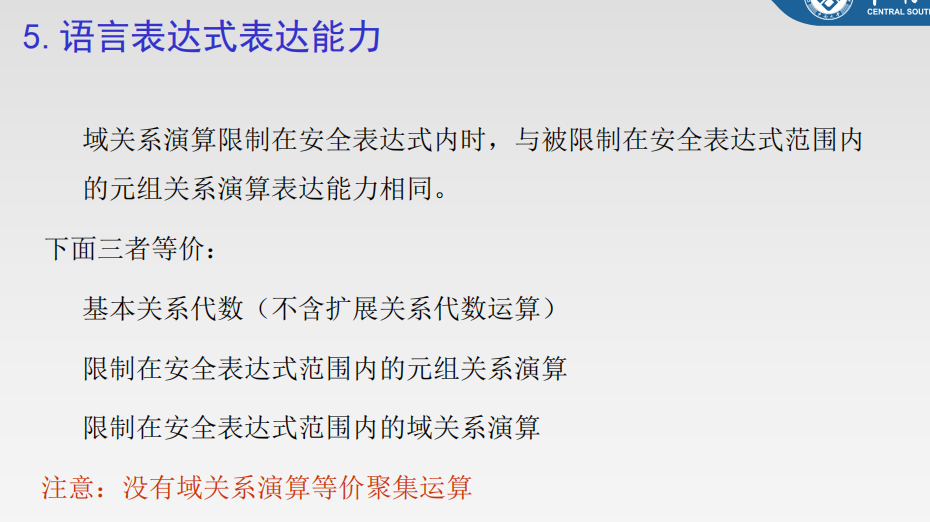 CENTRAL SOUT
5. 语言表达式表达能力
域关系演算限制在安全表达式内时，与被限制在安全表达式范围内
的元组关系演算表达能力相同。
下面三者等价：
基本关系代数（不含扩展关系代数运算）
限制在安全表达式范围内的元组关系演算
限制在安全表达式范围内的域关系演算
注意：没有域关系演算等价聚集运算